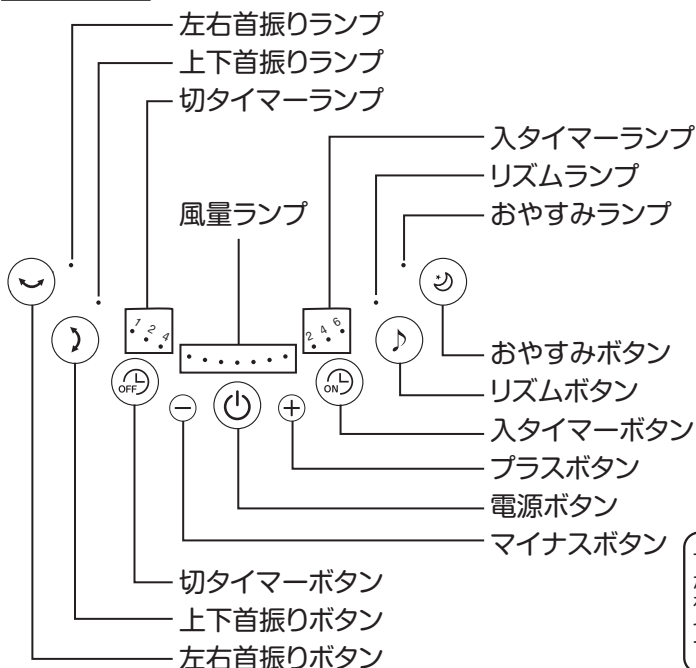 左右首振りランプ
上下首振りランプ
切タイマーランプ
入タイマーランプ
リズムランプ
おやすみランプ
風量ランプ
1 2 4
2 4 6
OFF
ON
おやすみボタン
リズムボタン
入タイマーボタン
プラスボタン
電源ボタン
マイナスボタン
切タイマーボタン
上下首振りボタン
左右首振りボタン